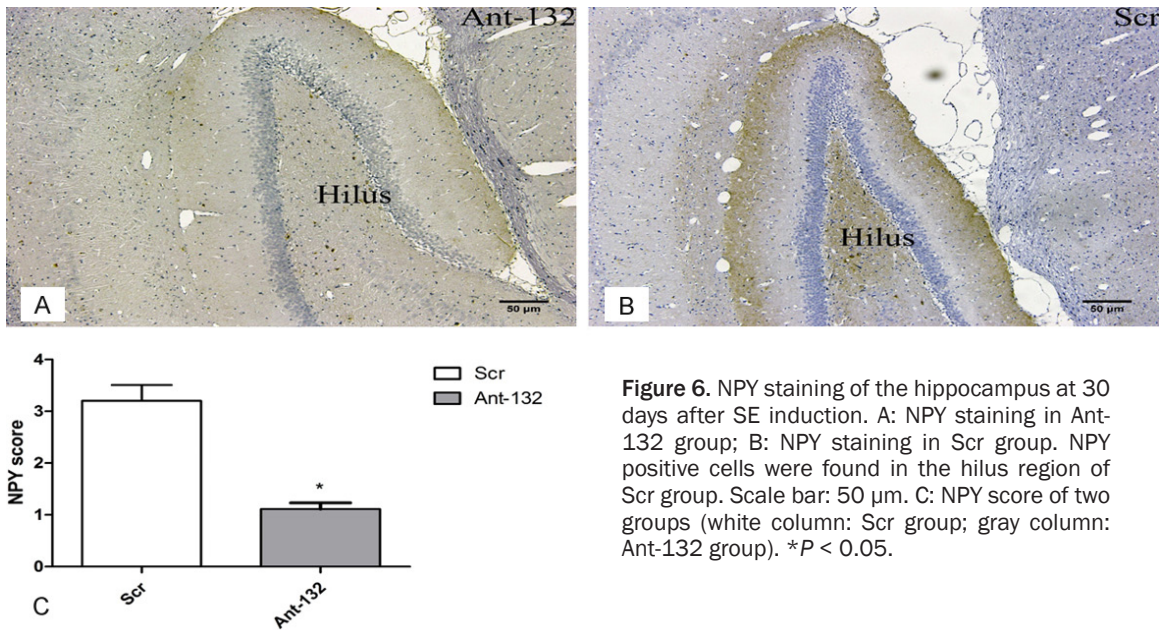 Ant-132
Hilus
A
50 µm
Scr
Hilus
B
50 µm
4
3
2
1
0
NPY score
*
Scr
Ant-132
C
Scr
Ant-132
Figure 6. NPY staining of the hippocampus at 30
days after SE induction. A: NPY staining in Ant-
132 group; B: NPY staining in Scr group. NPY
positive cells were found in the hilus region of
Scr group. Scale bar: 50 µm. C: NPY score of two
groups (white column: Scr group; gray column:
Ant-132 group). *P < 0.05.